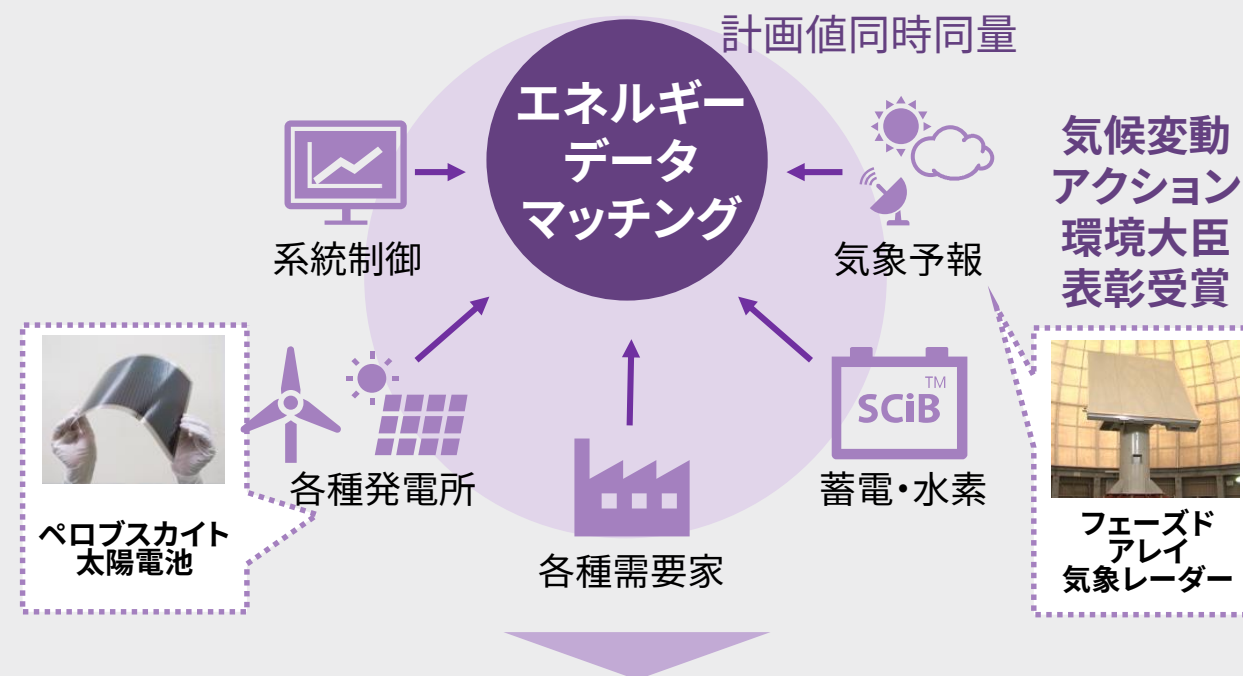 計画値同時同量
エネルギー
データ
マッチング
系統制御
気象予報
気候変動
アクション
環境大臣
表彰受賞
各種発電所
各種需要家
SCiB
TM
蓄電・水素
ペロブスカイト
太陽電池
フェーズド
アレイ
気象レーダー